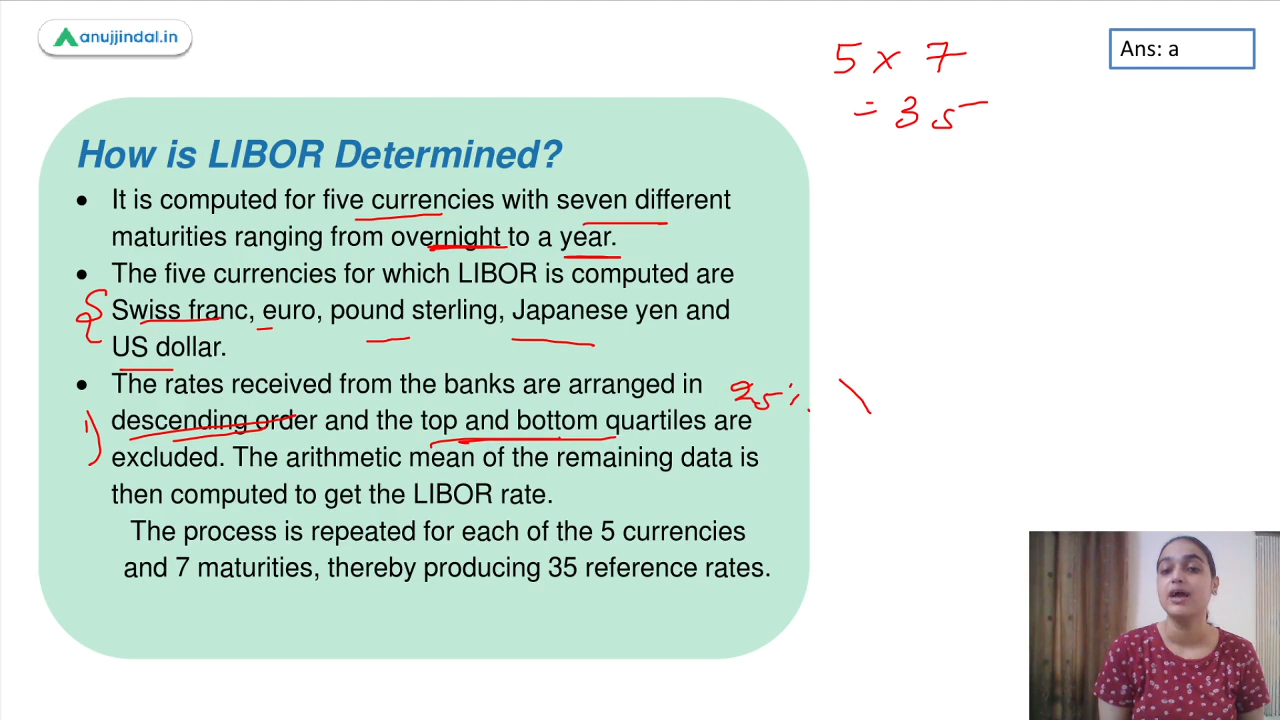 anujjindal.in
5 x 7
= 35
Ans: a
How is LIBOR Determined?
• It is computed for five currencies with seven different
maturities ranging from overnight to a year.
• The five currencies for which LIBOR is computed are
Swiss franc, euro, pound sterling, Japanese yen and
US dollar.
• The rates received from the banks are arranged in
25%
descending order and the top and bottom quartiles are
excluded. The arithmetic mean of the remaining data is
then computed to get the LIBOR rate.
The process is repeated for each of the 5 currencies
and 7 maturities, thereby producing 35 reference rates.